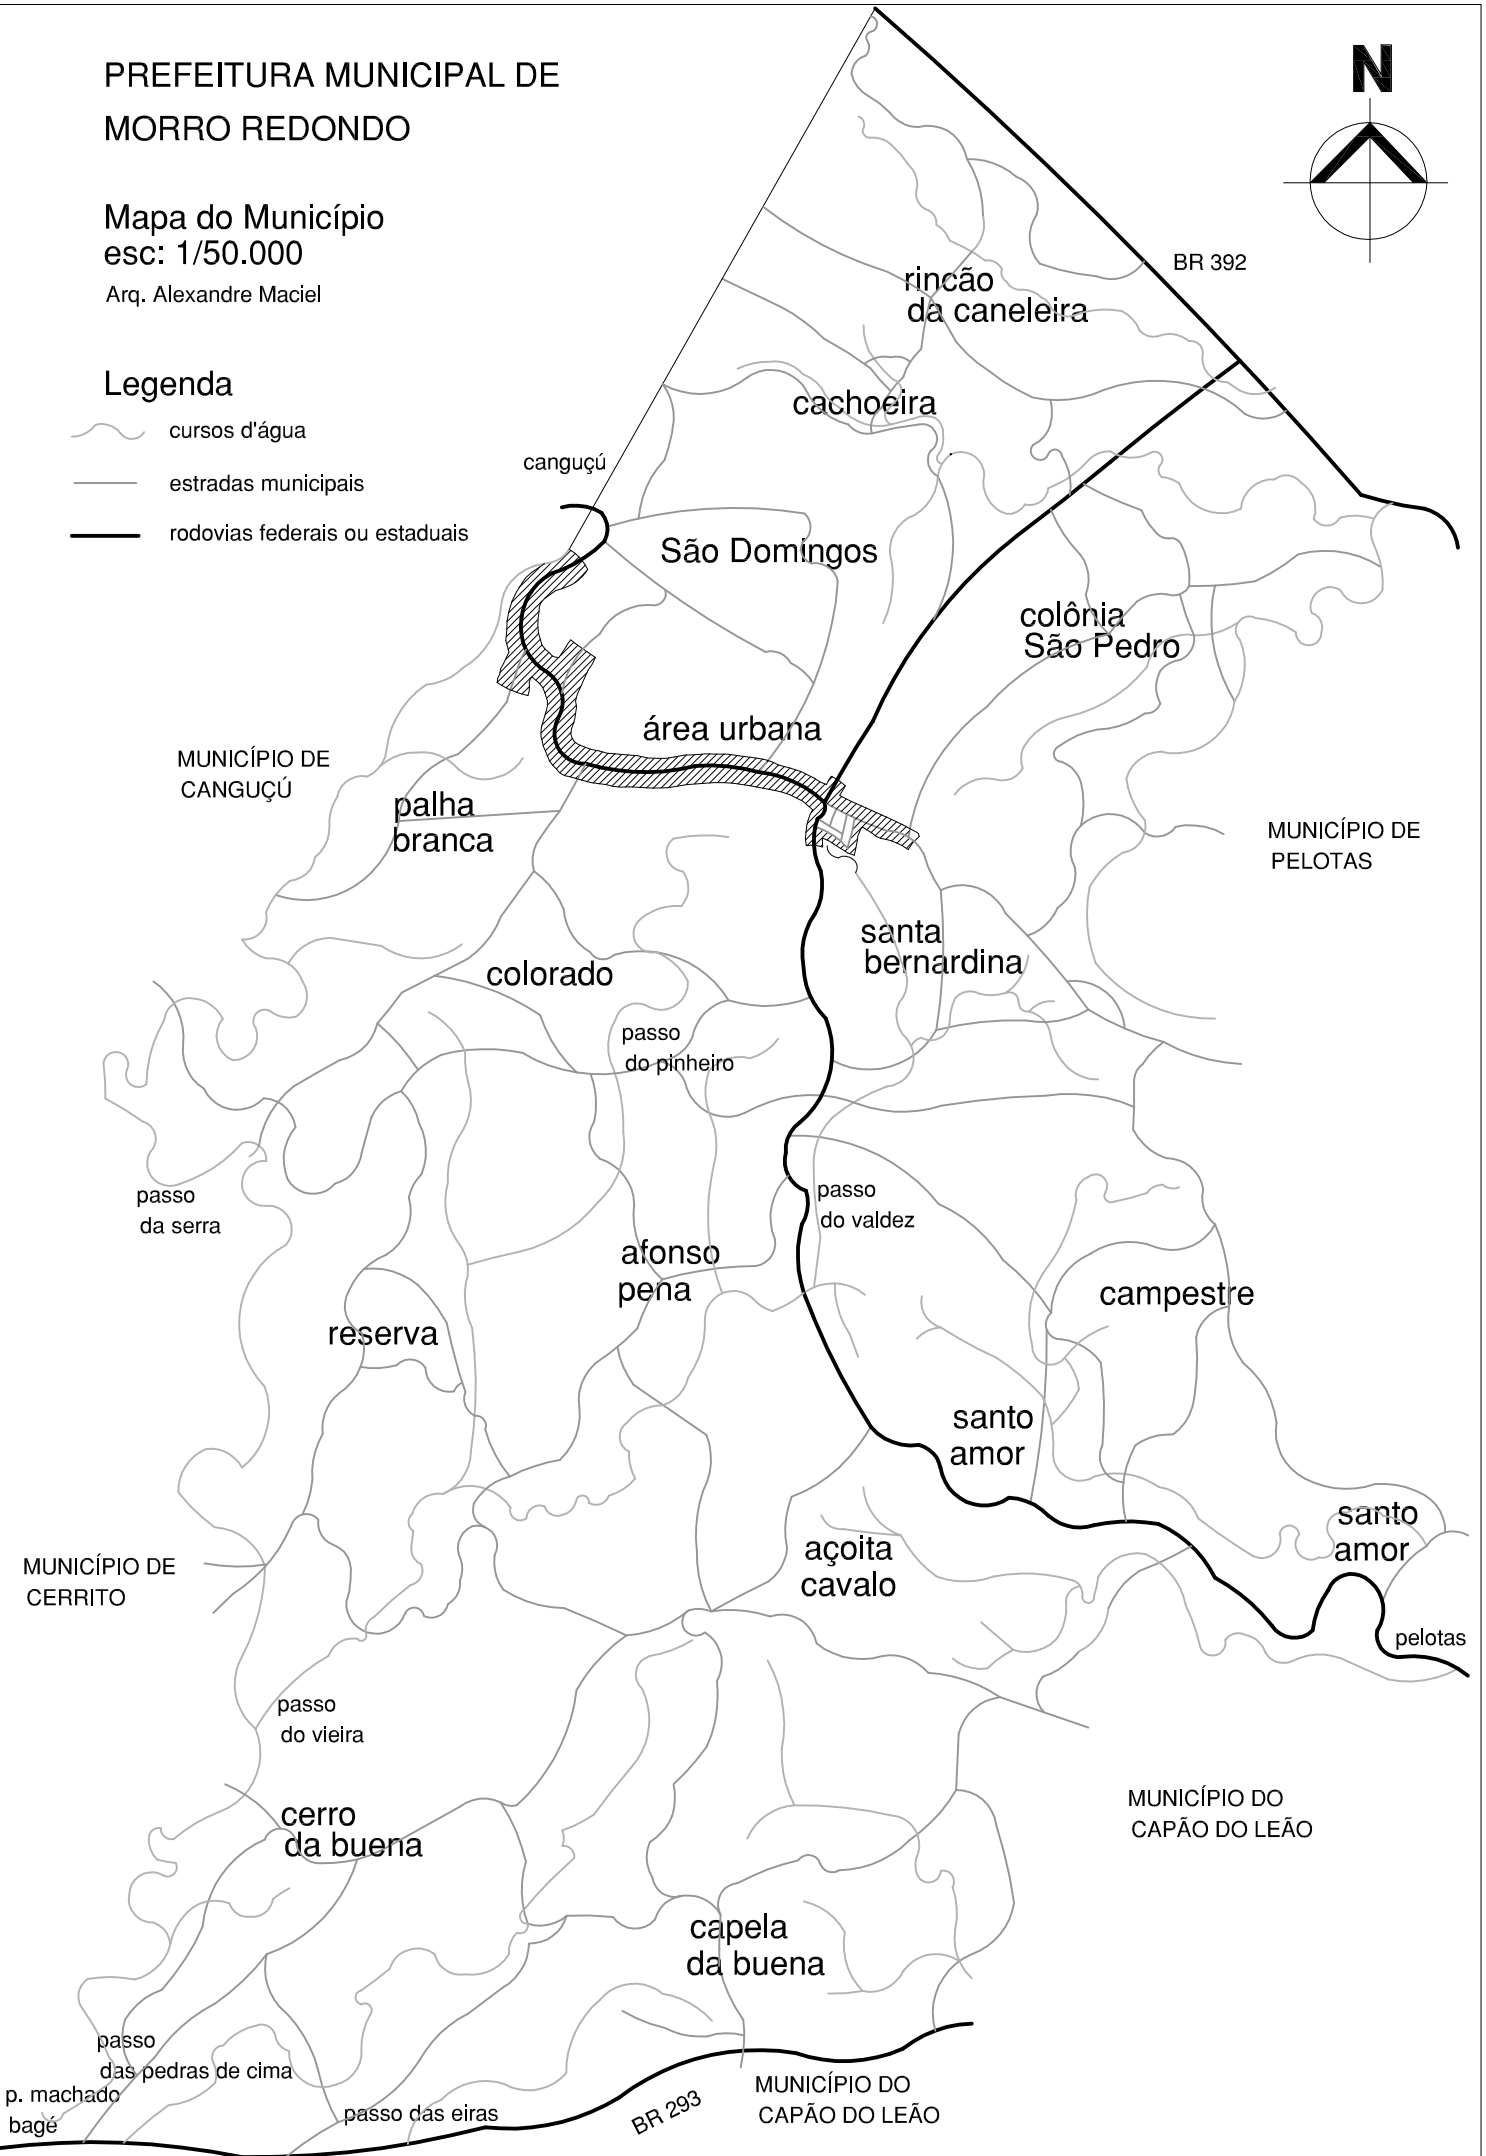 PREFEITURA MUNICIPAL DE
MORRO REDONDO
N
Mapa do Município
esc: 1/50.000
Arq. Alexandre Maciel
BR 392
rincão
da caneleira
Legenda
cursos d'água
estradas municipais
rodovias federais ou estaduais
cachoeira
canguçú
São Domingos
colônia
São Pedro
área urbana
MUNICÍPIO DE
CANGUÇÚ
palha
branca
MUNICÍPIO DE
PELOTAS
santa
bernardina
colorado
passo
do pinheiro
passo
da serra
passo
do valdez
afonso
pena
campestre
reserva
santo
amor
santo
amor
açoita
cavalo
MUNICÍPIO DE
CERRITO
pelotas
passo
do vieira
cerro
da buena
MUNICÍPIO DO
CAPÃO DO LEÃO
capela
da buena
passo
das pedras de cima
p. machado
bagé
passo das eiras
BR 293
MUNICÍPIO DO
CAPÃO DO LEÃO